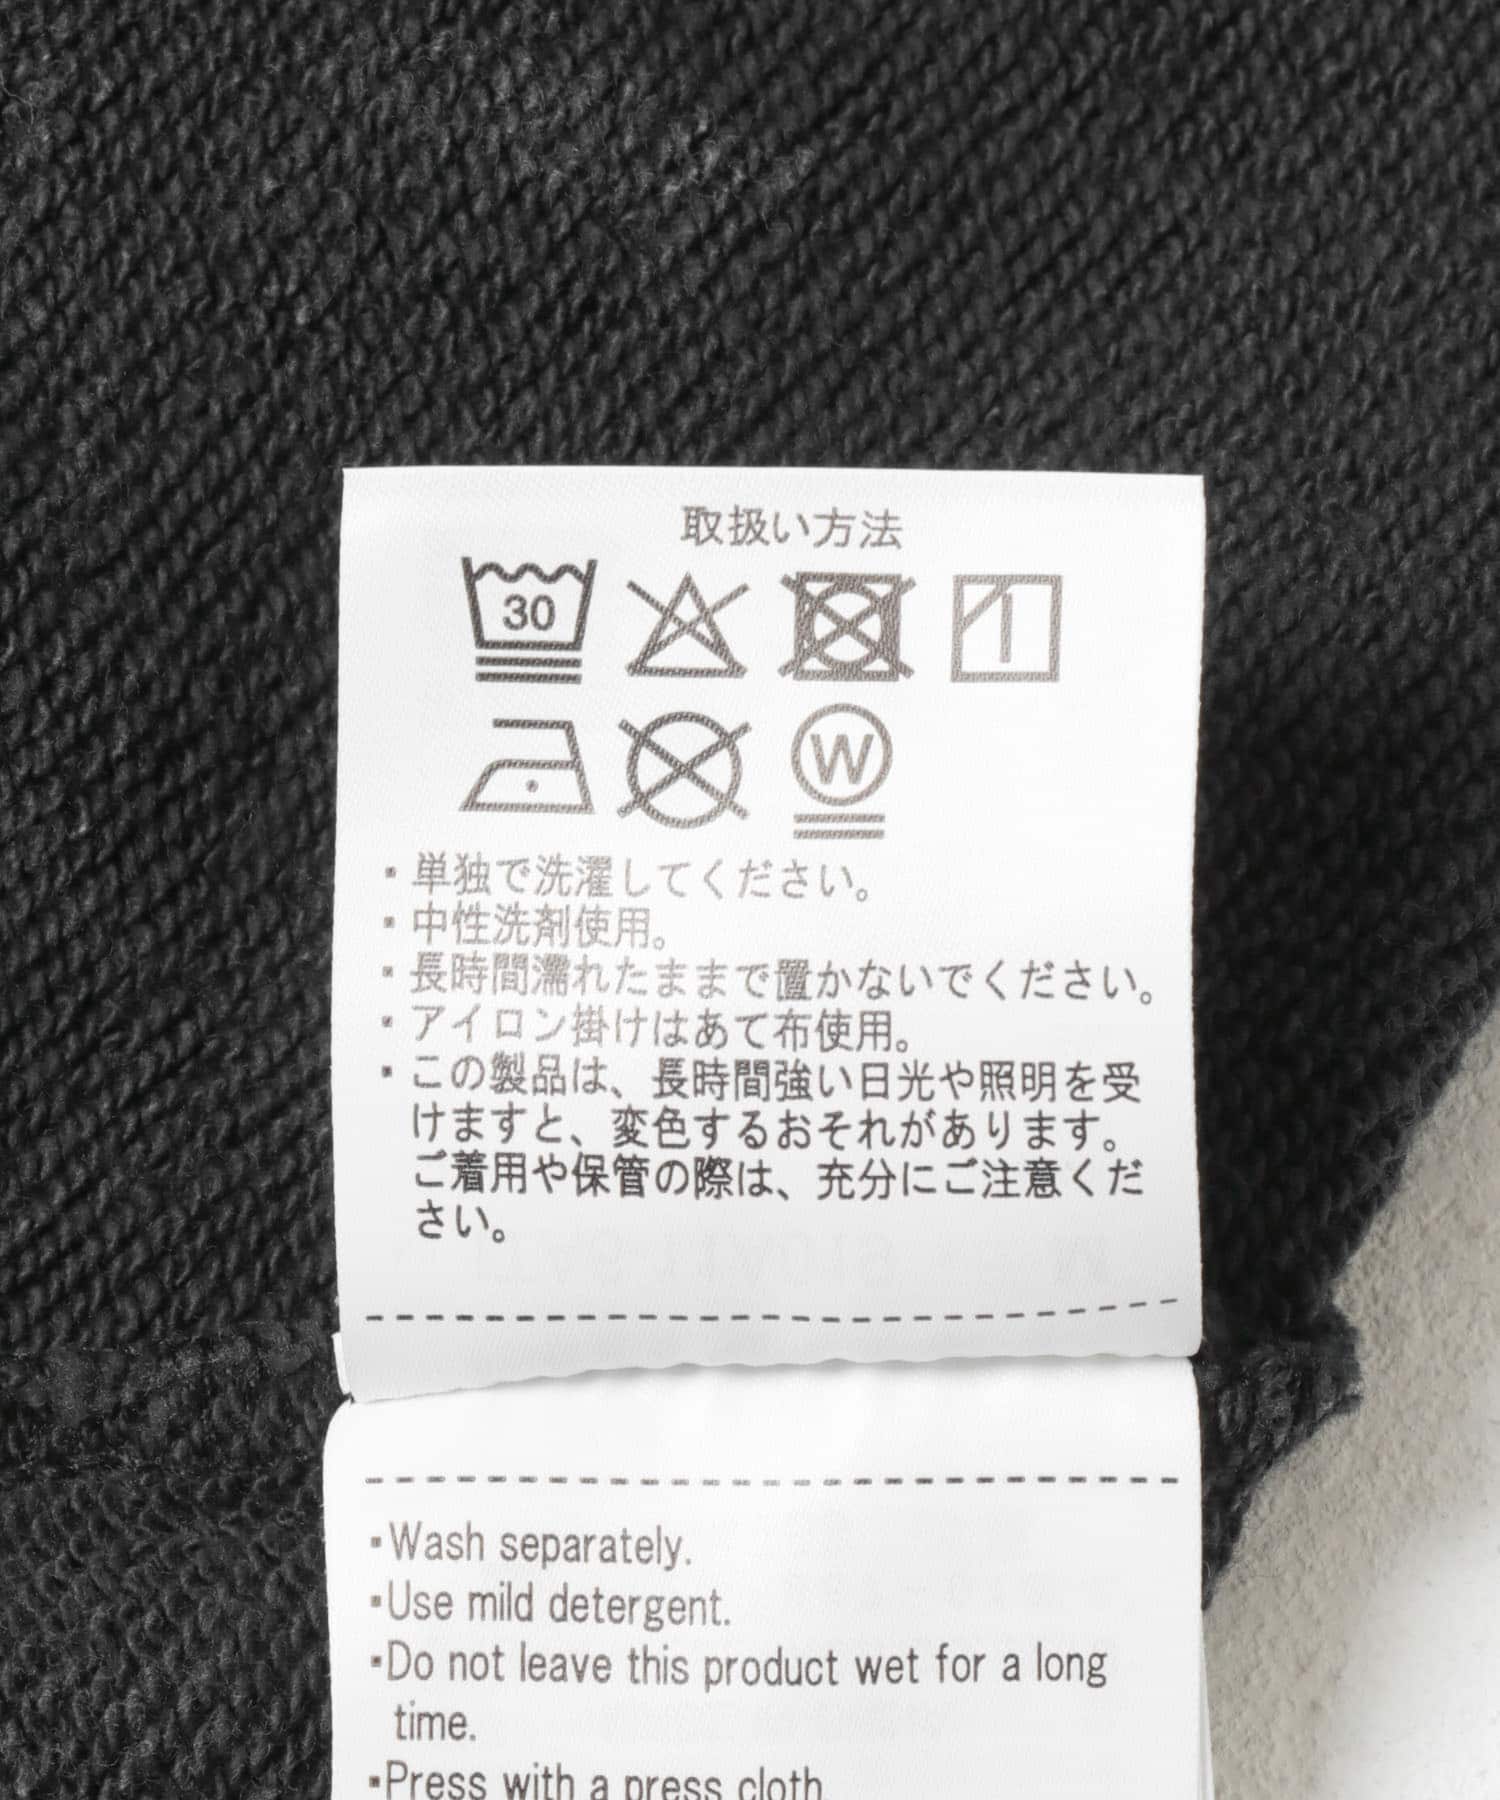 取扱い方法
30
W
・単独で洗濯してください。
・中性洗剤使用。
・長時間濡れたままで置かないでください。
・アイロン掛けはあて布使用。
・この製品は、長時間強い日光や照明を受
けますと、変色するおそれがあります。
ご着用や保管の際は、充分にご注意くだ
さい。
・Wash separately.
・Use mild detergent.
・Do not leave this product wet for a long
time.
・Press with a press cloth.